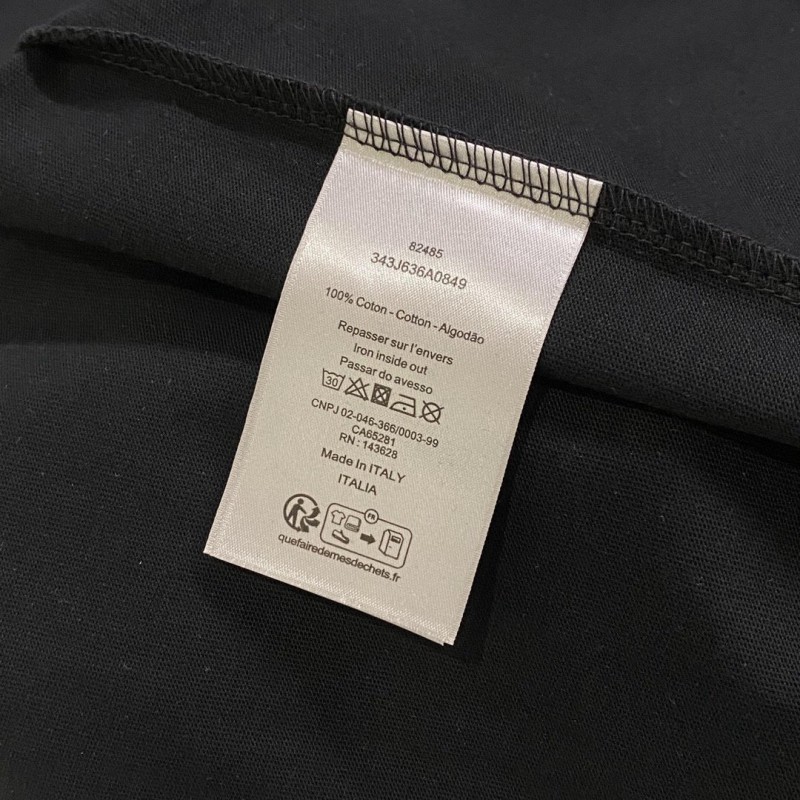 82485
343J636A0849
100% Coton - Cotton - Algodão
Repasser sur l'envers
Iron inside out
Passar do avesso
30
CNPJ 02-046-366/0003-99
CA65281
RN : 143628
Made In ITALY
ITALIA
FR
quefairedemesdechets.fr